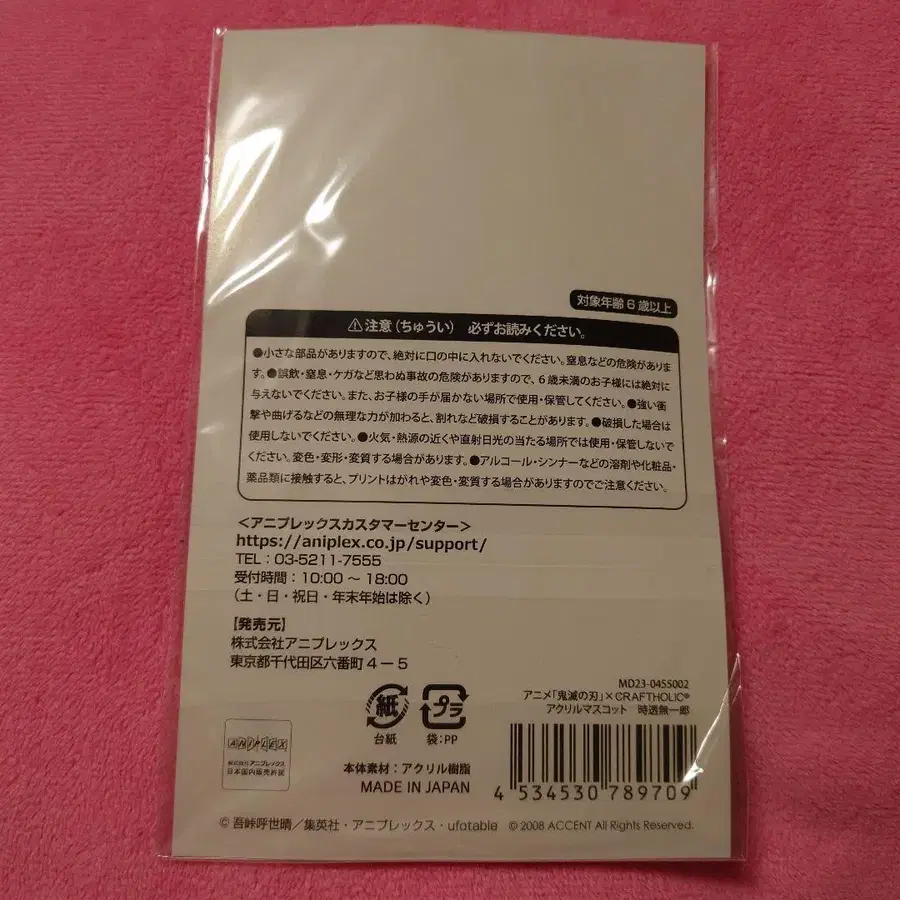 対象年齢6歳以上
⚠注意(ちゅうい) 必ずお読みください。
●小さな部品がありますので、絶対に口の中に入れないでください。窒息などの危険がありま
す。●誤飲・窒息・ケガなど思わぬ事故の危険がありますので、6歳未満のお子様には絶対に
与えないでください。また、お子様の手が届かない場所で使用・保管してください。●強い衝
撃や曲げるなどの無理な力が加わると、割れなど破損することがあります。●破損した場合は
使用しないでください。●火気・熱源の近くや直射日光の当たる場所では使用・保管しないで
ください。変色・変形・変質する場合があります。●アルコール・シンナーなどの溶剤や化粧品・
薬品類に接触すると、プリントはがれや変色・変質する場合がありますのでご注意ください。
<アニプレックスカスタマーセンター>
https://aniplex.co.jp/support/
TEL:03-5211-7555
受付時間:10:00~18:00
(土・日・祝日・年末年始は除く)
【発売元】
株式会社アニプレックス
東京都千代田区六番町4-5
MD23-04SS002
アニメ「鬼滅の刃」×CRAFTHOLIC®
アクリルマスコット 時透無一郎
紙 プラ
台紙 袋:PP
ANIPLEX
株式会社アニプレックス
日本国内販売許諾
本体素材:アクリル樹脂
MADE IN JAPAN
4 534530 789709
© 吾峠呼世晴/集英社・アニプレックス・ufotable © 2008 ACCENT All Rights Reserved.